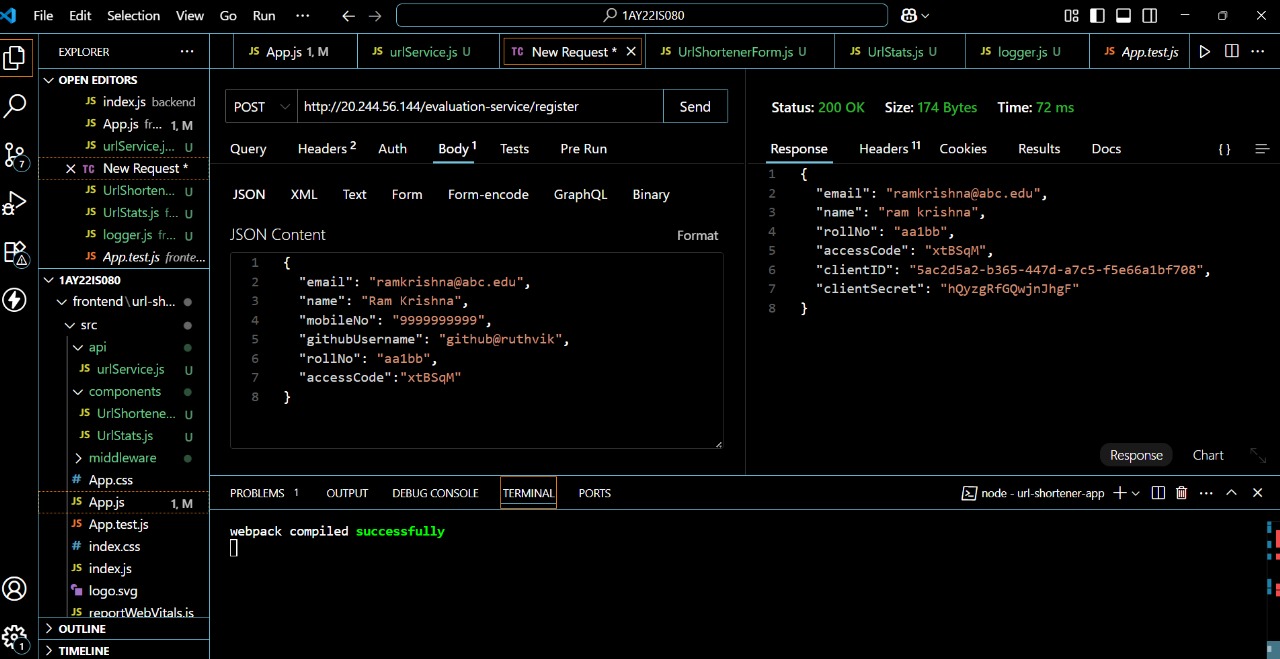 File Edit Selection View Go Run ··· 1AY22IS080
EXPLORER ···
OPEN EDITORS
JS index.js backend
JS App.js fr... 1, M
JS urlService.j... U
TC New Request *
JS UrlShorten... U
JS UrlStats.js f... U
JS logger.js fr... U
JS App.test.js fronte...
1AY22IS080
frontend\url-sh...
src
api
JS urlService.js U
components
JS UrlShortene... U
JS UrlStats.js U
middleware
# App.css
JS App.js 1, M
JS App.test.js
# index.css
JS index.js
logo.svg
JS reportWebVitals.js
OUTLINE
TIMELINE
7
1
JS App.js 1, M JS urlService.js U TC New Request * JS UrlShortenerForm.js U JS UrlStats.js U JS logger.js U JS App.test.js ···
POST http://20.244.56.144/evaluation-service/register Send
Query Headers 2 Auth Body 1 Tests Pre Run
JSON XML Text Form Form-encode GraphQL Binary
JSON Content Format
1 {
2 "email": "ramkrishna@abc.edu",
3 "name": "Ram Krishna",
4 "mobileNo": "9999999999",
5 "githubUsername": "github@ruthvik",
6 "rollNo": "aa1bb",
7 "accessCode":"xtBSqM"
8 }
Status: 200 OK Size: 174 Bytes Time: 72 ms
Response Headers 11 Cookies Results Docs { }
1 {
2 "email": "ramkrishna@abc.edu",
3 "name": "ram krishna",
4 "rollNo": "aa1bb",
5 "accessCode": "xtBSqM",
6 "clientID": "5ac2d5a2-b365-447d-a7c5-f5e66a1bf708",
7 "clientSecret": "hQyzgRfGQwjnJhgF"
8 }
Response Chart
PROBLEMS 1 OUTPUT DEBUG CONSOLE TERMINAL PORTS node - url-shortener-app ···
webpack compiled successfully